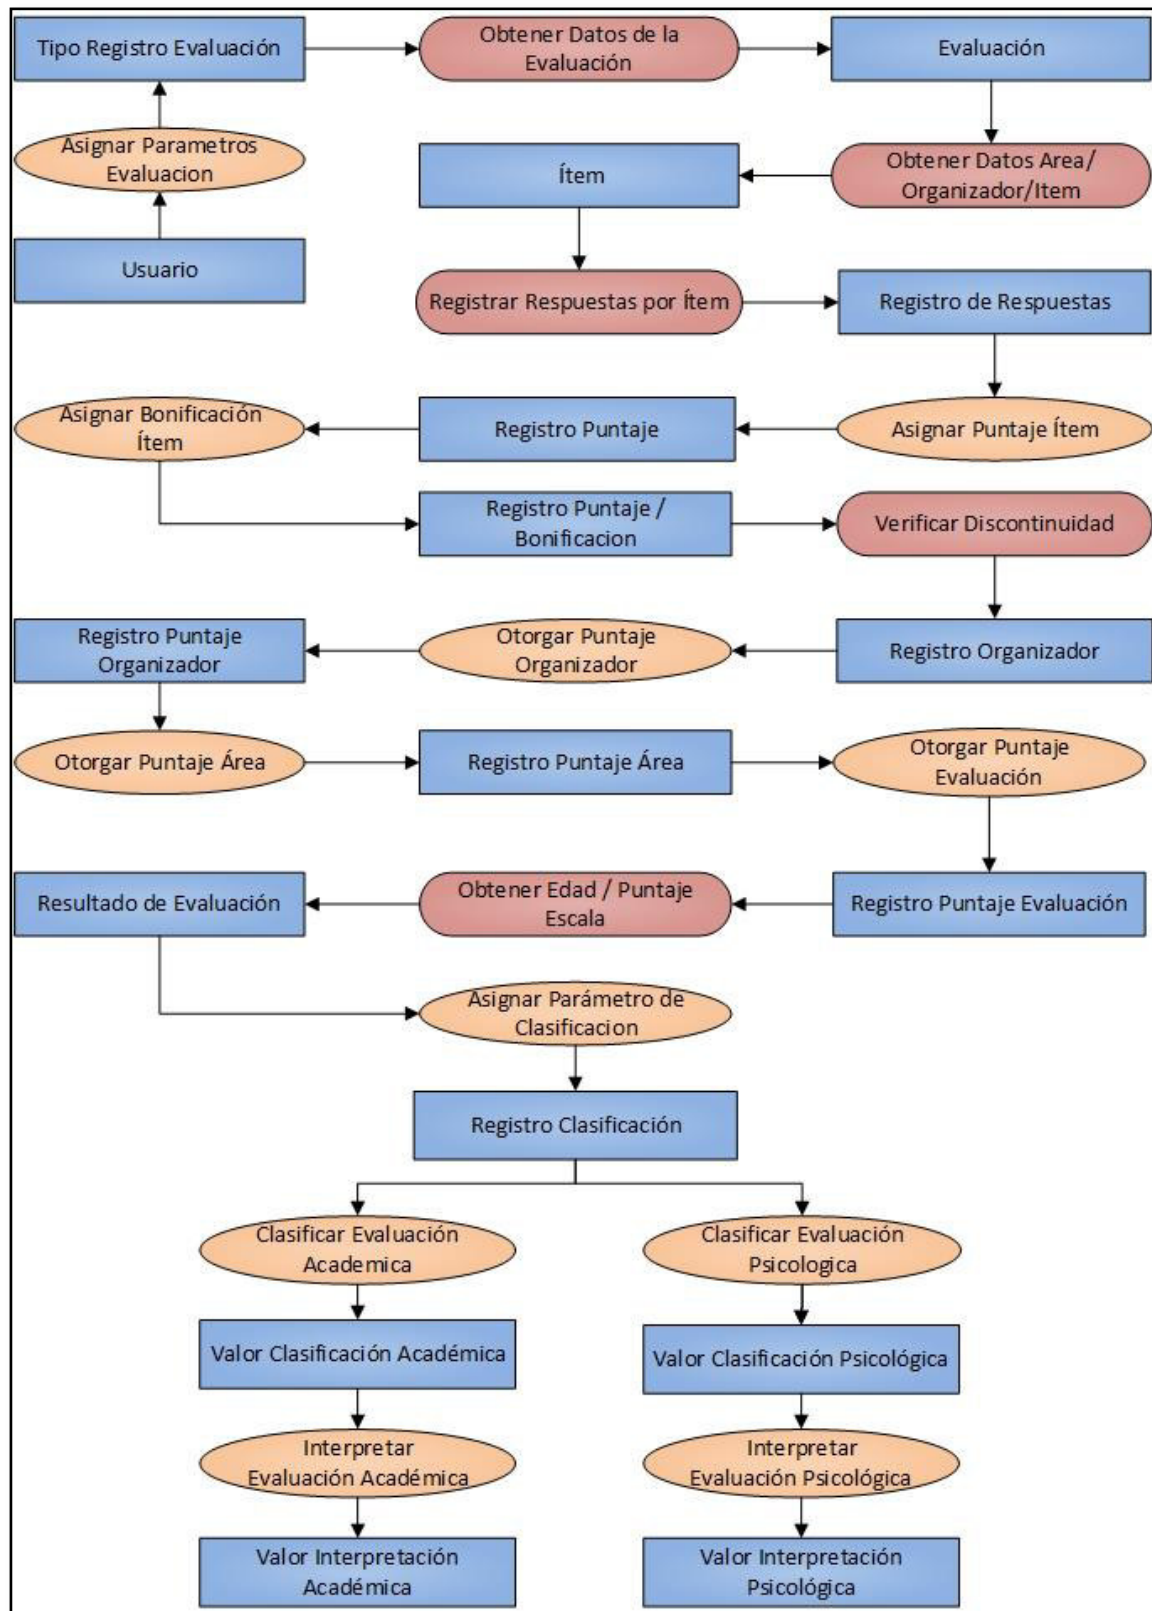 Tipo Registro Evaluación
Obtener Datos de la
Evaluación
Evaluación
Asignar Parametros
Evaluacion
Ítem
Obtener Datos Area/
Organizador/Item
Usuario
Registrar Respuestas por Ítem
Registro de Respuestas
Asignar Bonificación
Ítem
Registro Puntaje
Asignar Puntaje Ítem
Registro Puntaje /
Bonificacion
Verificar Discontinuidad
Registro Puntaje
Organizador
Otorgar Puntaje
Organizador
Registro Organizador
Otorgar Puntaje Área
Registro Puntaje Área
Otorgar Puntaje
Evaluación
Resultado de Evaluación
Obtener Edad / Puntaje
Escala
Registro Puntaje Evaluación
Asignar Parámetro de
Clasificacion
Registro Clasificación
Clasificar Evaluación
Academica
Clasificar Evaluación
Psicologica
Valor Clasificación Académica
Valor Clasificación Psicológica
Interpretar
Evaluación Académica
Interpretar
Evaluación Psicológica
Valor Interpretación
Académica
Valor Interpretación
Psicológica